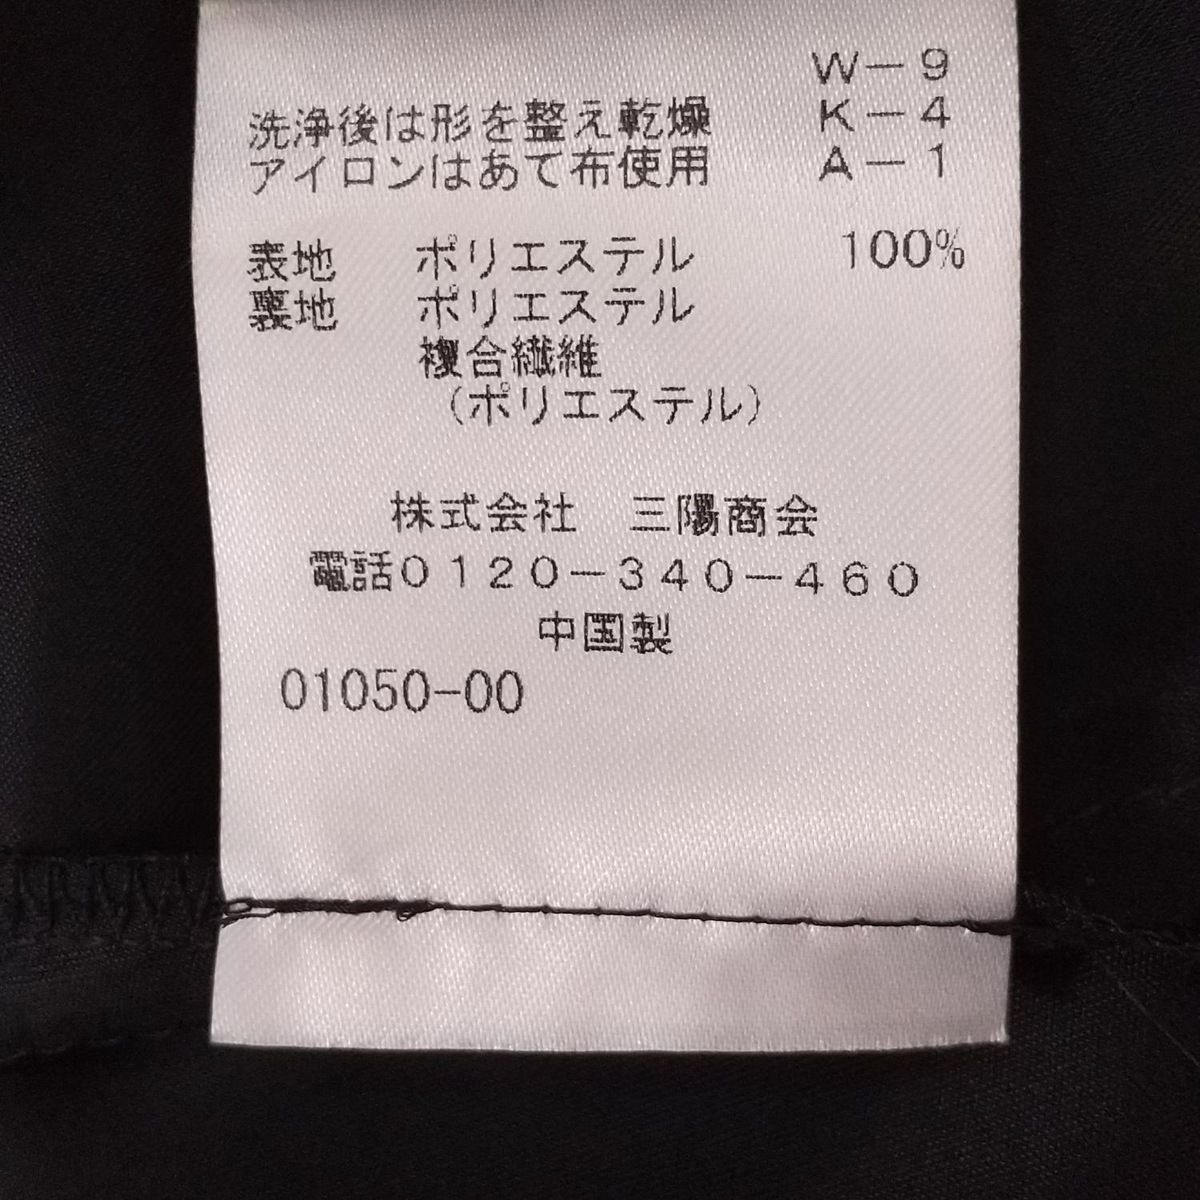 W－9
洗浄後は形を整え乾燥 K－4
アイロンはあて布使用 A－1
表地 ポリエステル 100%
裏地 ポリエステル
複合繊維
(ポリエステル)
株式会社 三陽商会
電話０１２０－３４０－４６０
中国製
01050-00